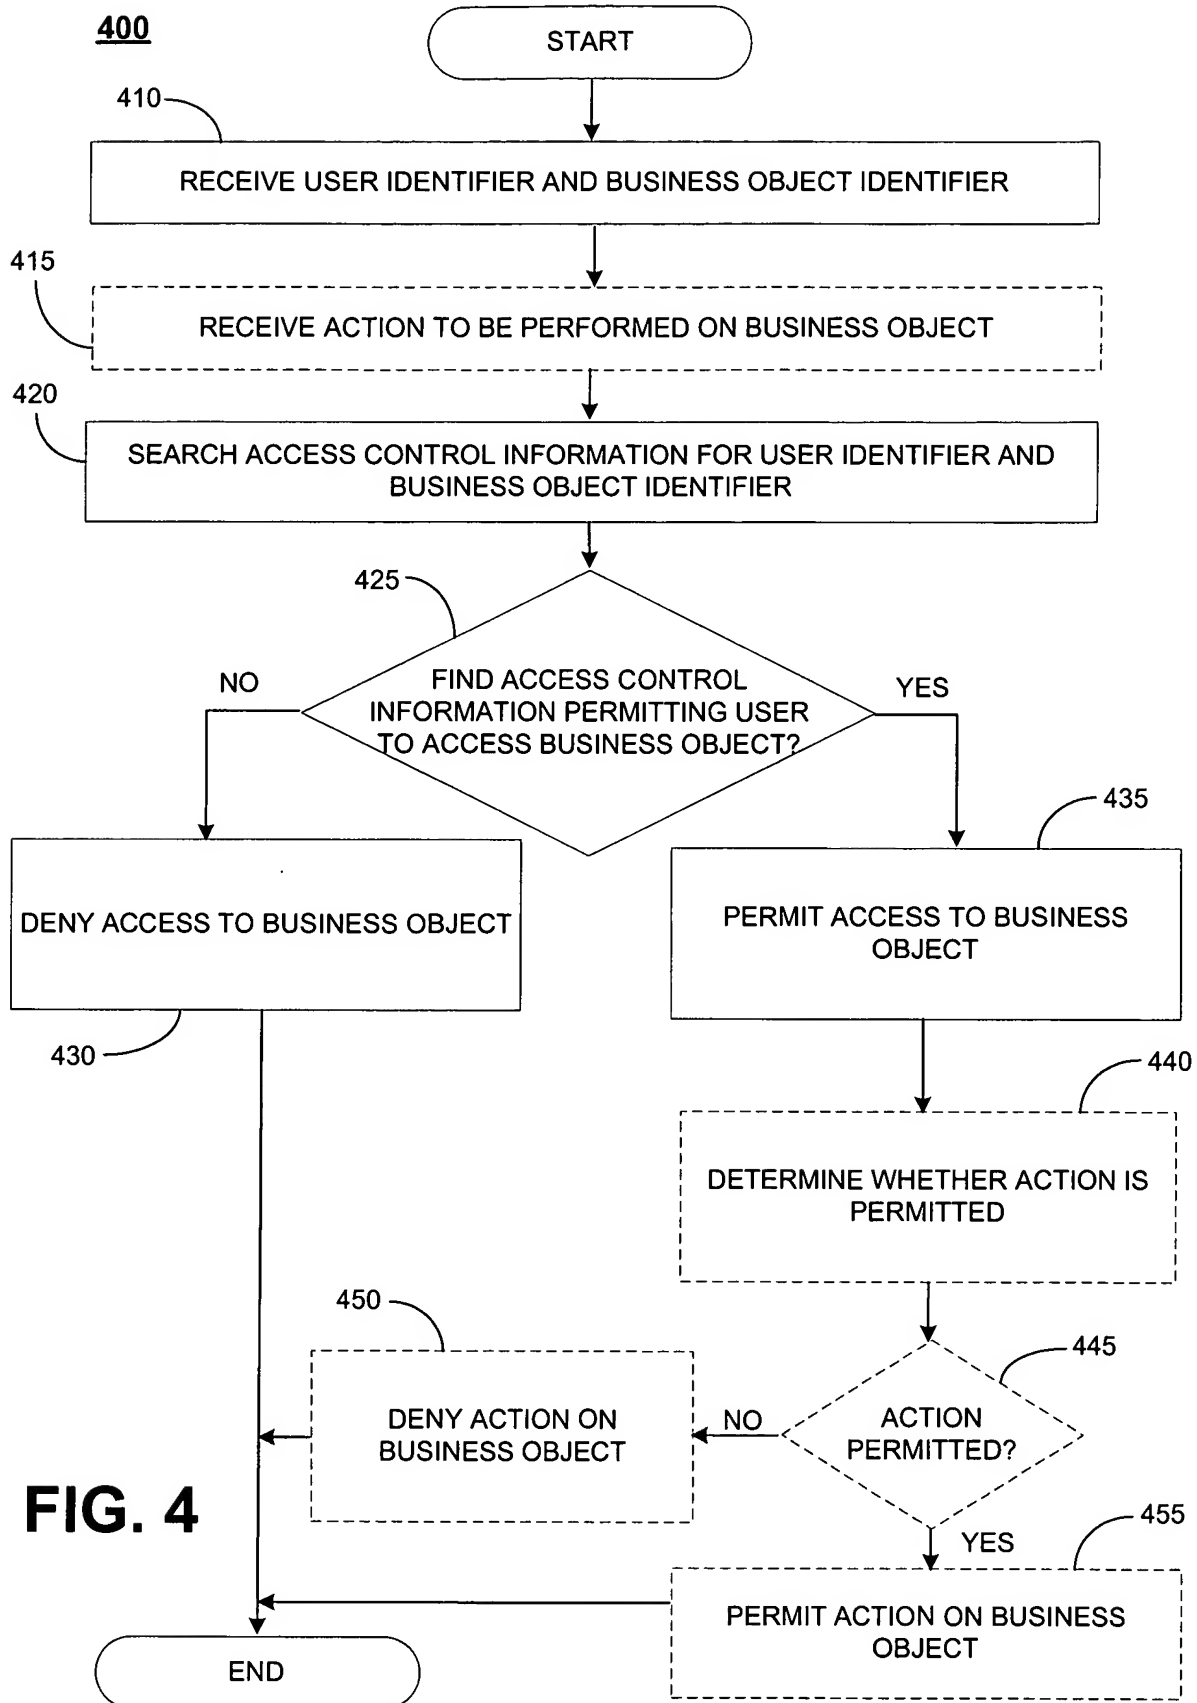 400
START
410
RECEIVE USER IDENTIFIER AND BUSINESS OBJECT IDENTIFIER
415
RECEIVE ACTION TO BE PERFORMED ON BUSINESS OBJECT
420
SEARCH ACCESS CONTROL INFORMATION FOR USER IDENTIFIER AND
BUSINESS OBJECT IDENTIFIER
425
NO
FIND ACCESS CONTROL
INFORMATION PERMITTING USER
TO ACCESS BUSINESS OBJECT?
YES
435
DENY ACCESS TO BUSINESS OBJECT
PERMIT ACCESS TO BUSINESS
OBJECT
430
440
DETERMINE WHETHER ACTION IS
PERMITTED
450
445
DENY ACTION ON
BUSINESS OBJECT
NO
ACTION
PERMITTED?
FIG. 4
YES
455
PERMIT ACTION ON BUSINESS
OBJECT
END